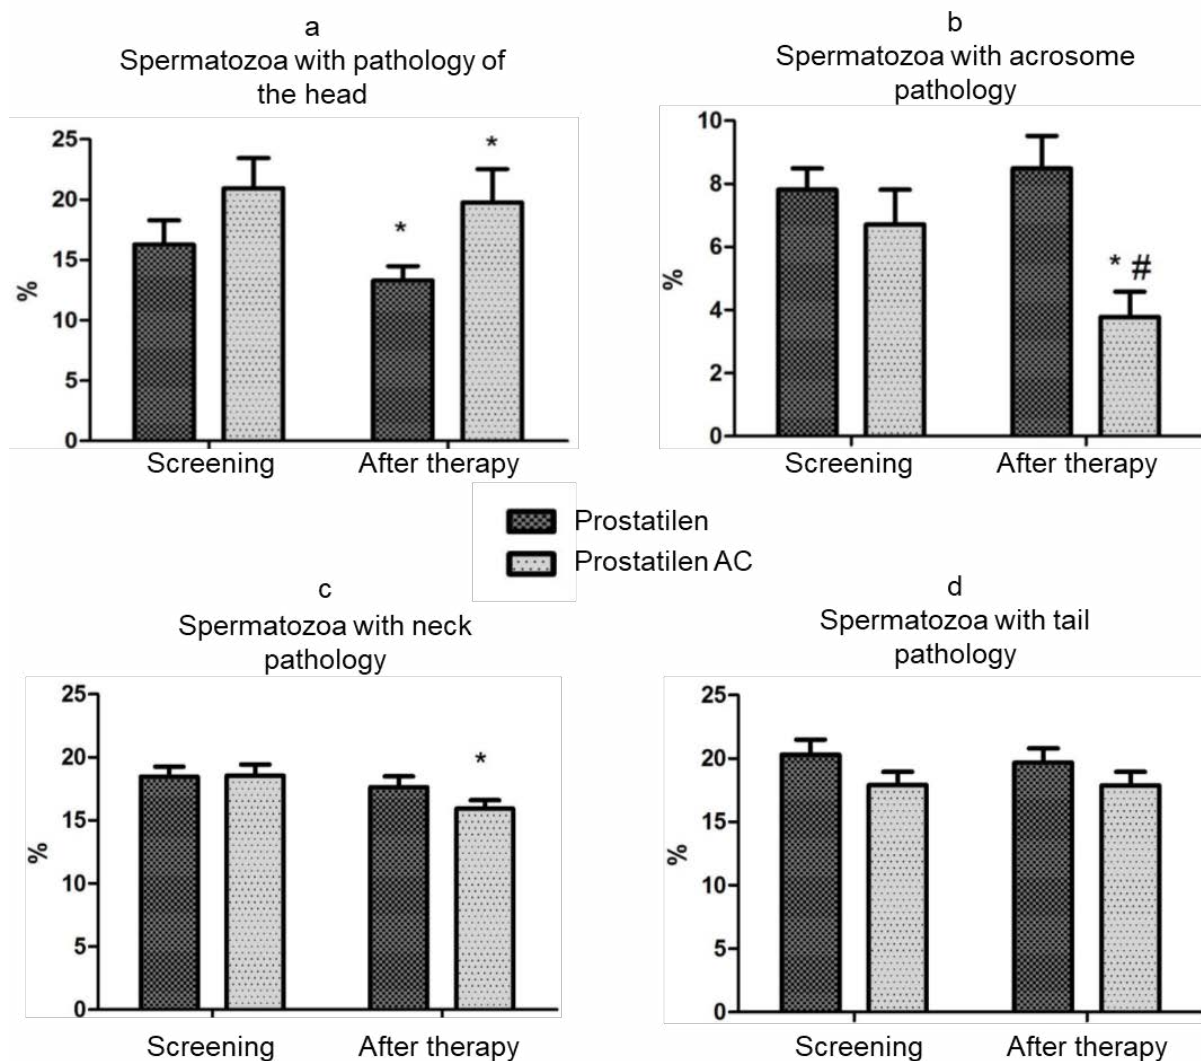 a
Spermatozoa with pathology of
the head
25
20
15
10
5
0
%
*
*
Screening
After therapy
b
Spermatozoa with acrosome
pathology
10
8
6
4
2
0
%
* #
Screening
After therapy
Prostatilen
Prostatilen AC
c
Spermatozoa with neck
pathology
25
20
15
10
5
0
%
*
Screening
After therapy
d
Spermatozoa with tail
pathology
25
20
15
10
5
0
%
Screening
After therapy